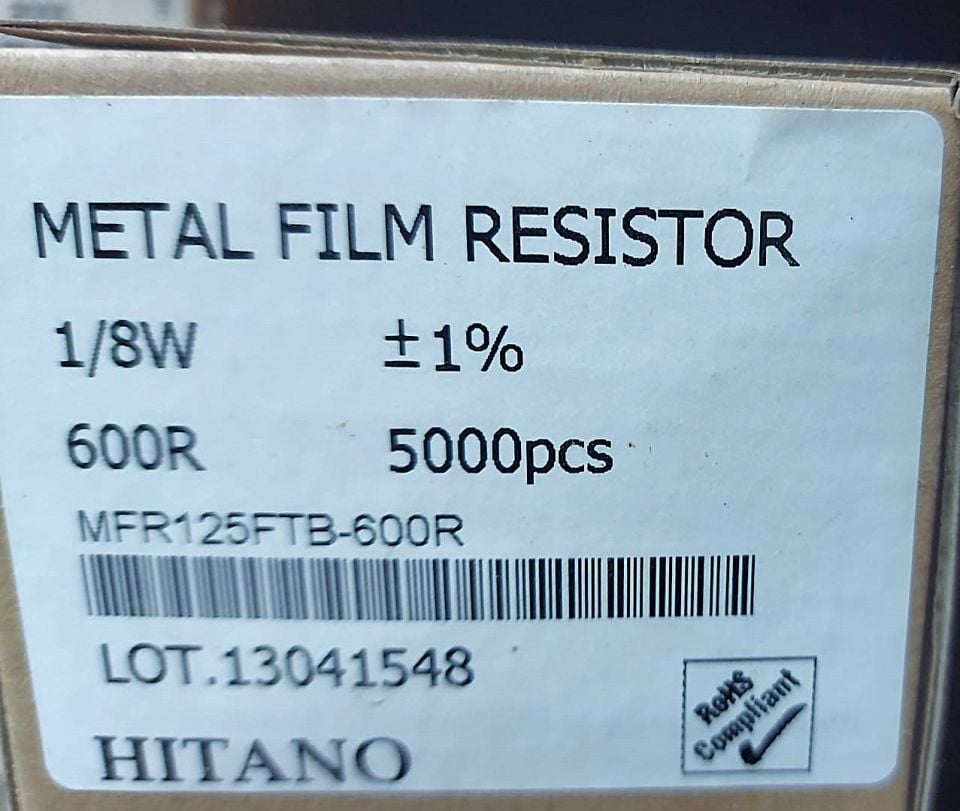 METAL FILM RESISTOR
1/8W ±1%
600R 5000pcs
MFR125FTB-600R
LOT.13041548
HITANO
RoHS
Compliant